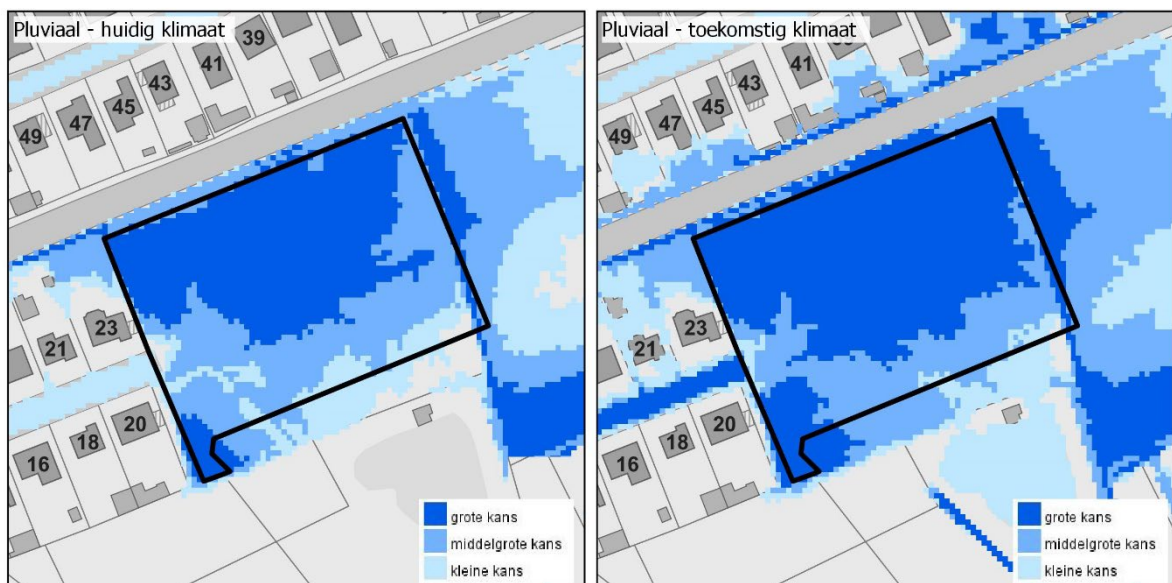 Pluviaal - huidig klimaat
39
41
43
45
47
49
23
21
20
18
16
grote kans
middelgrote kans
kleine kans
Pluviaal - toekomstig klimaat
41
43
45
47
49
23
21
20
18
16
grote kans
middelgrote kans
kleine kans